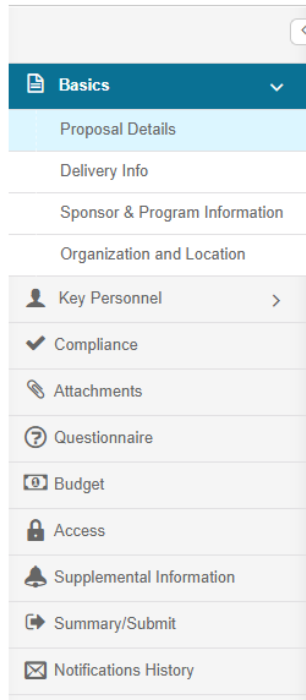 Basics
Proposal Details
Delivery Info
Sponsor & Program Information
Organization and Location
Key Personnel
Compliance
Attachments
Questionnaire
Budget
Access
Supplemental Information
Summary/Submit
Notifications History